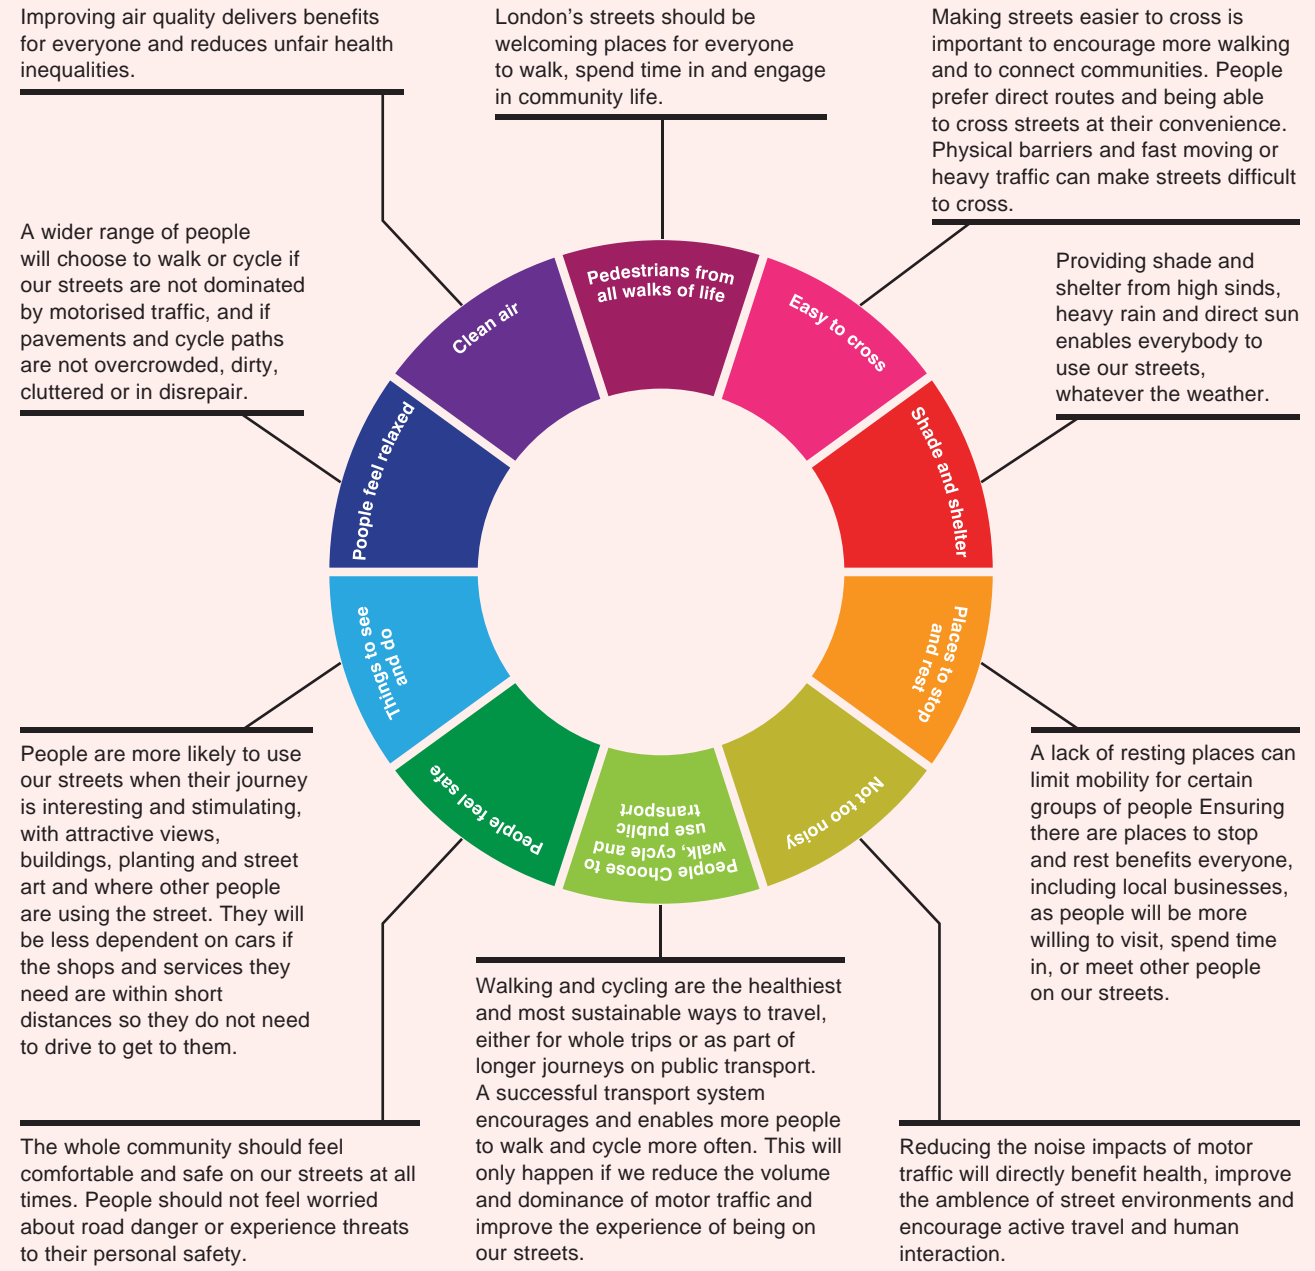 Improving air quality delivers benefits
for everyone and reduces unfair health
inequalities.
London's streets should be
welcoming places for everyone
to walk, spend time in and engage
in community life.
Making streets easier to cross is
important to encourage more walking
and to connect communities. People
prefer direct routes and being able
to cross streets at their convenience.
Physical barriers and fast moving or
heavy traffic can make streets difficult
to cross.
A wider range of people
will choose to walk or cycle if
our streets are not dominated
by motorised traffic, and if
pavements and cycle paths
are not overcrowded, dirty,
cluttered or in disrepair.
Providing shade and
shelter from high sinds,
heavy rain and direct sun
enables everybody to
use our streets,
whatever the weather.
Pedestrians from
all walks of life
Easy to cross
Shade and shelter
Places to stop
and rest
Not too noisy
People Choose to
walk, cycle and
use public
transport
People feel safe
Things to see
and do
Poople feel relaxed
Clean air
People are more likely to use
our streets when their journey
is interesting and stimulating,
with attractive views,
buildings, planting and street
art and where other people
are using the street. They will
be less dependent on cars if
the shops and services they
need are within short
distances so they do not need
to drive to get to them.
A lack of resting places can
limit mobility for certain
groups of people Ensuring
there are places to stop
and rest benefits everyone,
including local businesses,
as people will be more
willing to visit, spend time
in, or meet other people
on our streets.
The whole community should feel
comfortable and safe on our streets at all
times. People should not feel worried
about road danger or experience threats
to their personal safety.
Walking and cycling are the healthiest
and most sustainable ways to travel,
either for whole trips or as part of
longer journeys on public transport.
A successful transport system
encourages and enables more people
to walk and cycle more often. This will
only happen if we reduce the volume
and dominance of motor traffic and
improve the experience of being on
our streets.
Reducing the noise impacts of motor
traffic will directly benefit health, improve
the amblence of street environments and
encourage active travel and human
interaction.